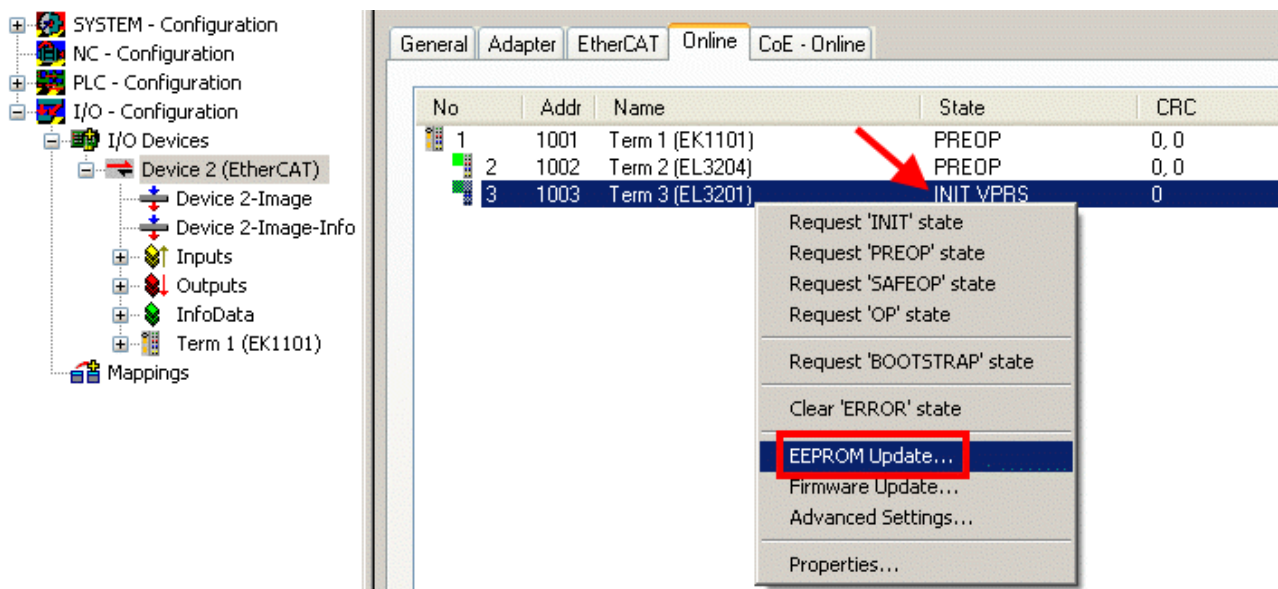 SYSTEM - Configuration
NC - Configuration
PLC - Configuration
I/O - Configuration
I/O Devices
Device 2 (EtherCAT)
Device 2-Image
Device 2-Image-Info
Inputs
Outputs
InfoData
Term 1 (EK1101)
Mappings
General Adapter EtherCAT Online CoE - Online
No Addr Name State CRC
1 1001 Term 1 (EK1101) PREOP 0, 0
2 1002 Term 2 (EL3204) PREOP 0, 0
3 1003 Term 3 (EL3201) INIT VPRS 0
Request 'INIT' state
Request 'PREOP' state
Request 'SAFEOP' state
Request 'OP' state
Request 'BOOTSTRAP' state
Clear 'ERROR' state
EEPROM Update...
Firmware Update...
Advanced Settings...
Properties...